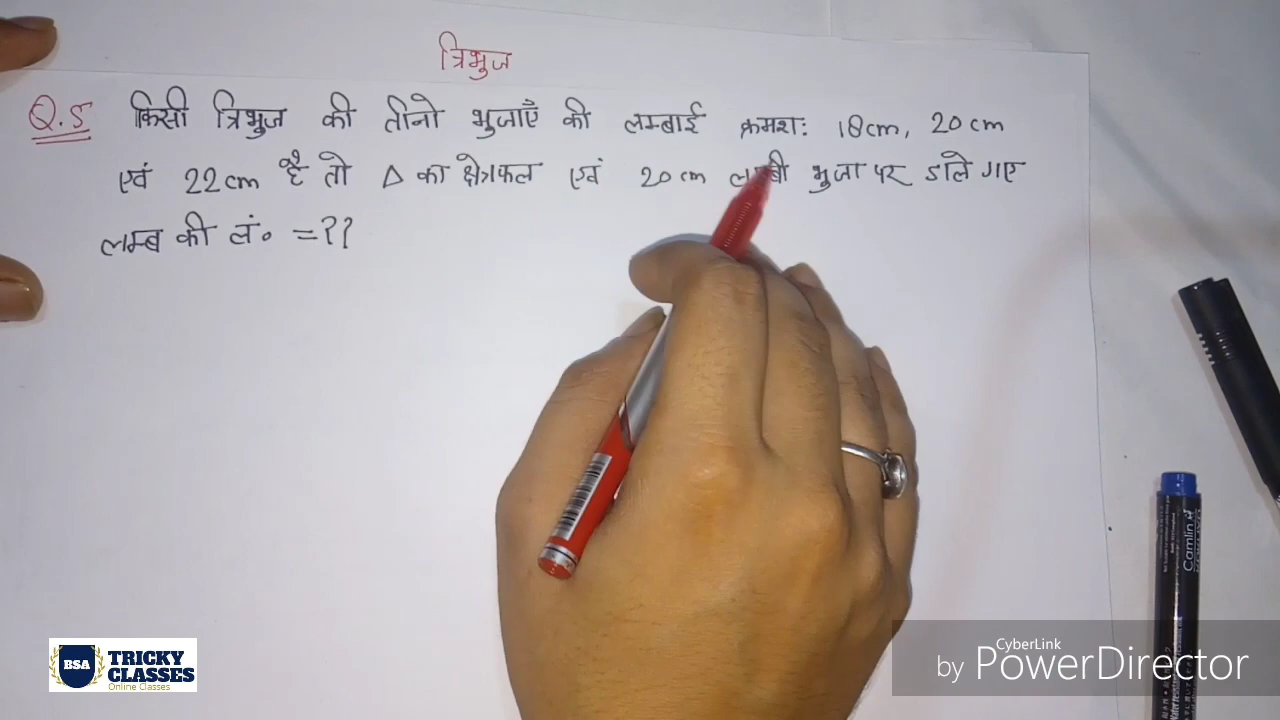 त्रिभुज
Q.5 किसी त्रिभुज की तीनो भुजाएँ की लम्बाई क्रमशः 18cm, 20cm
एवं 22cm है तो Δ का क्षेत्रफल एवं 20cm लम्बी भुजा पर डाले गए
लम्ब की लं० =??
Camlin
BSA TRICKY CLASSES
Online Classes
CyberLink
by PowerDirector